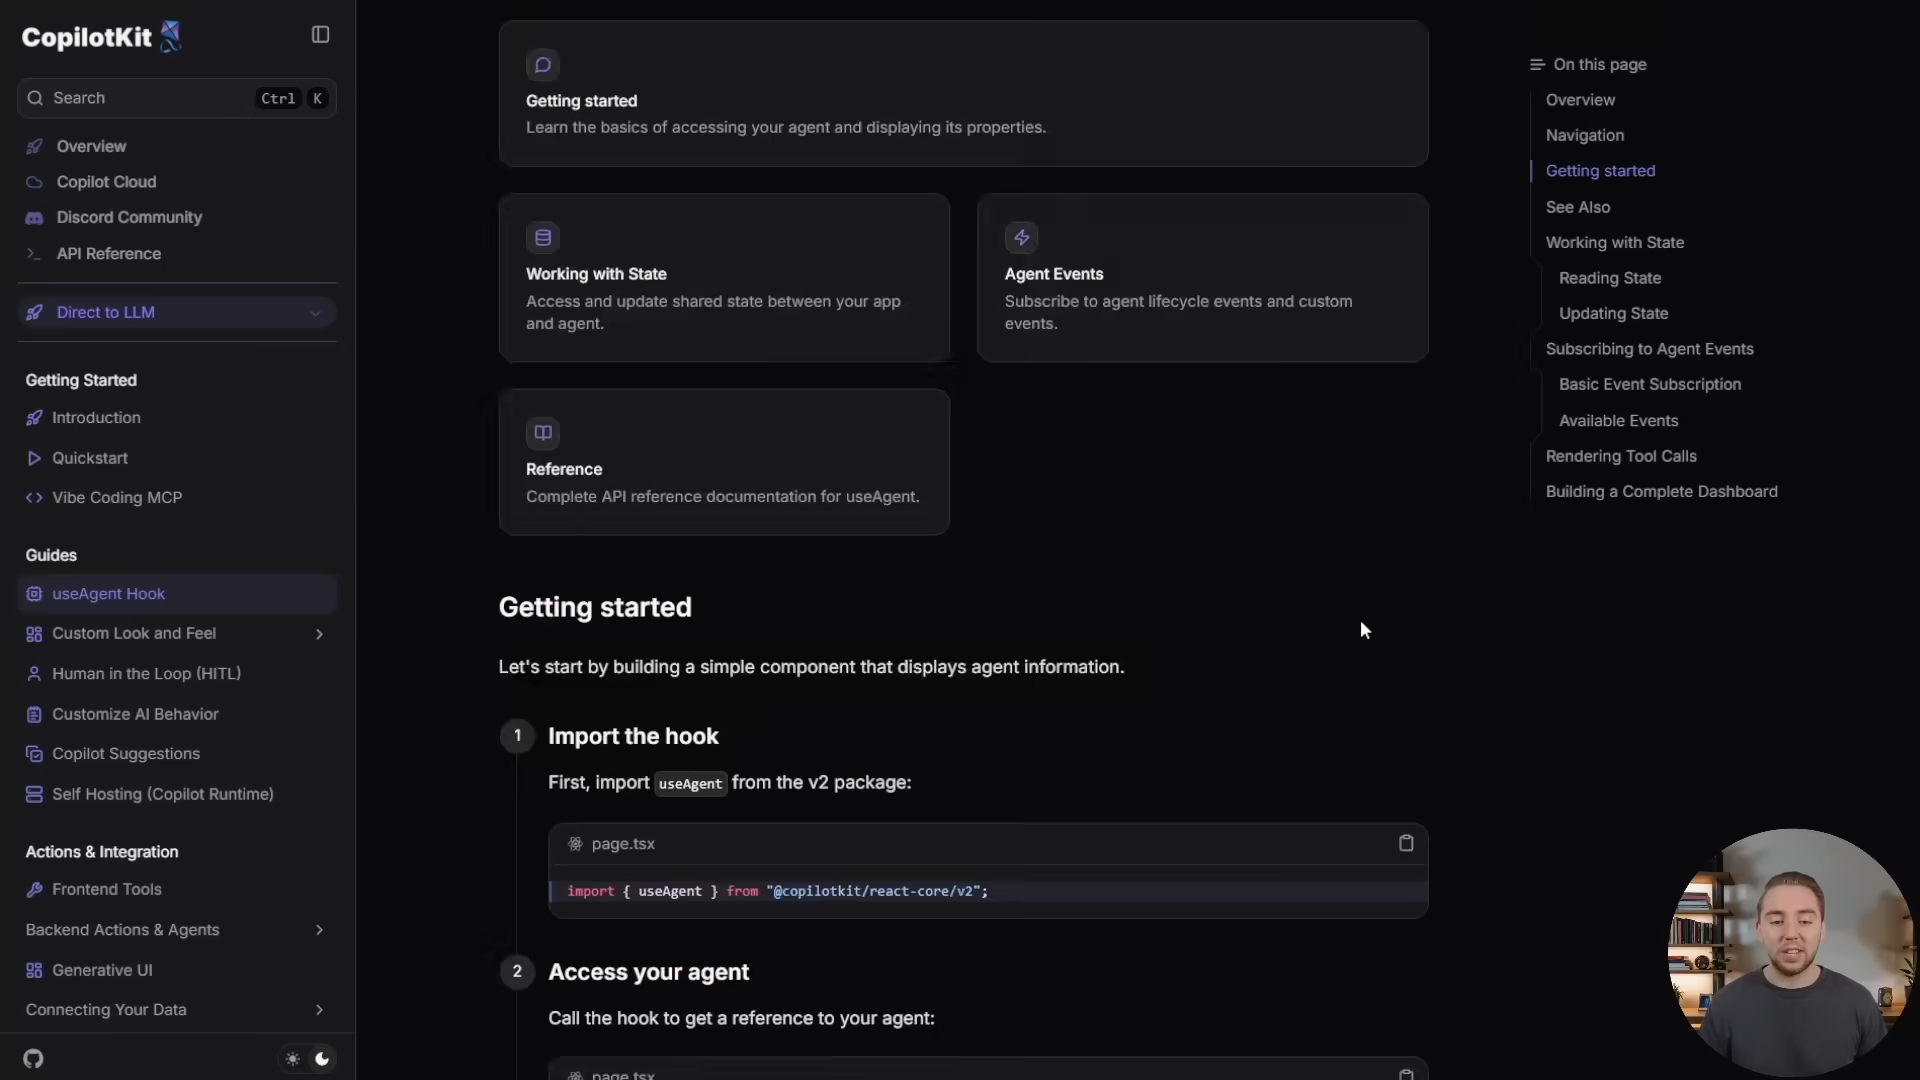 CopilotKit
Search Ctrl K
Overview
Copilot Cloud
Discord Community
API Reference
Direct to LLM
Getting Started
Introduction
Quickstart
Vibe Coding MCP
Guides
useAgent Hook
Custom Look and Feel
Human in the Loop (HITL)
Customize AI Behavior
Copilot Suggestions
Self Hosting (Copilot Runtime)
Actions & Integration
Frontend Tools
Backend Actions & Agents
Generative UI
Connecting Your Data
Getting started
Learn the basics of accessing your agent and displaying its properties.
Working with State
Access and update shared state between your app
and agent.
Agent Events
Subscribe to agent lifecycle events and custom
events.
Reference
Complete API reference documentation for useAgent.
Getting started
Let's start by building a simple component that displays agent information.
1 Import the hook
First, import useAgent from the v2 package:
page.tsx
import { useAgent } from "@copilotkit/react-core/v2";
2 Access your agent
Call the hook to get a reference to your agent:
page.tsx
On this page
Overview
Navigation
Getting started
See Also
Working with State
Reading State
Updating State
Subscribing to Agent Events
Basic Event Subscription
Available Events
Rendering Tool Calls
Building a Complete Dashboard